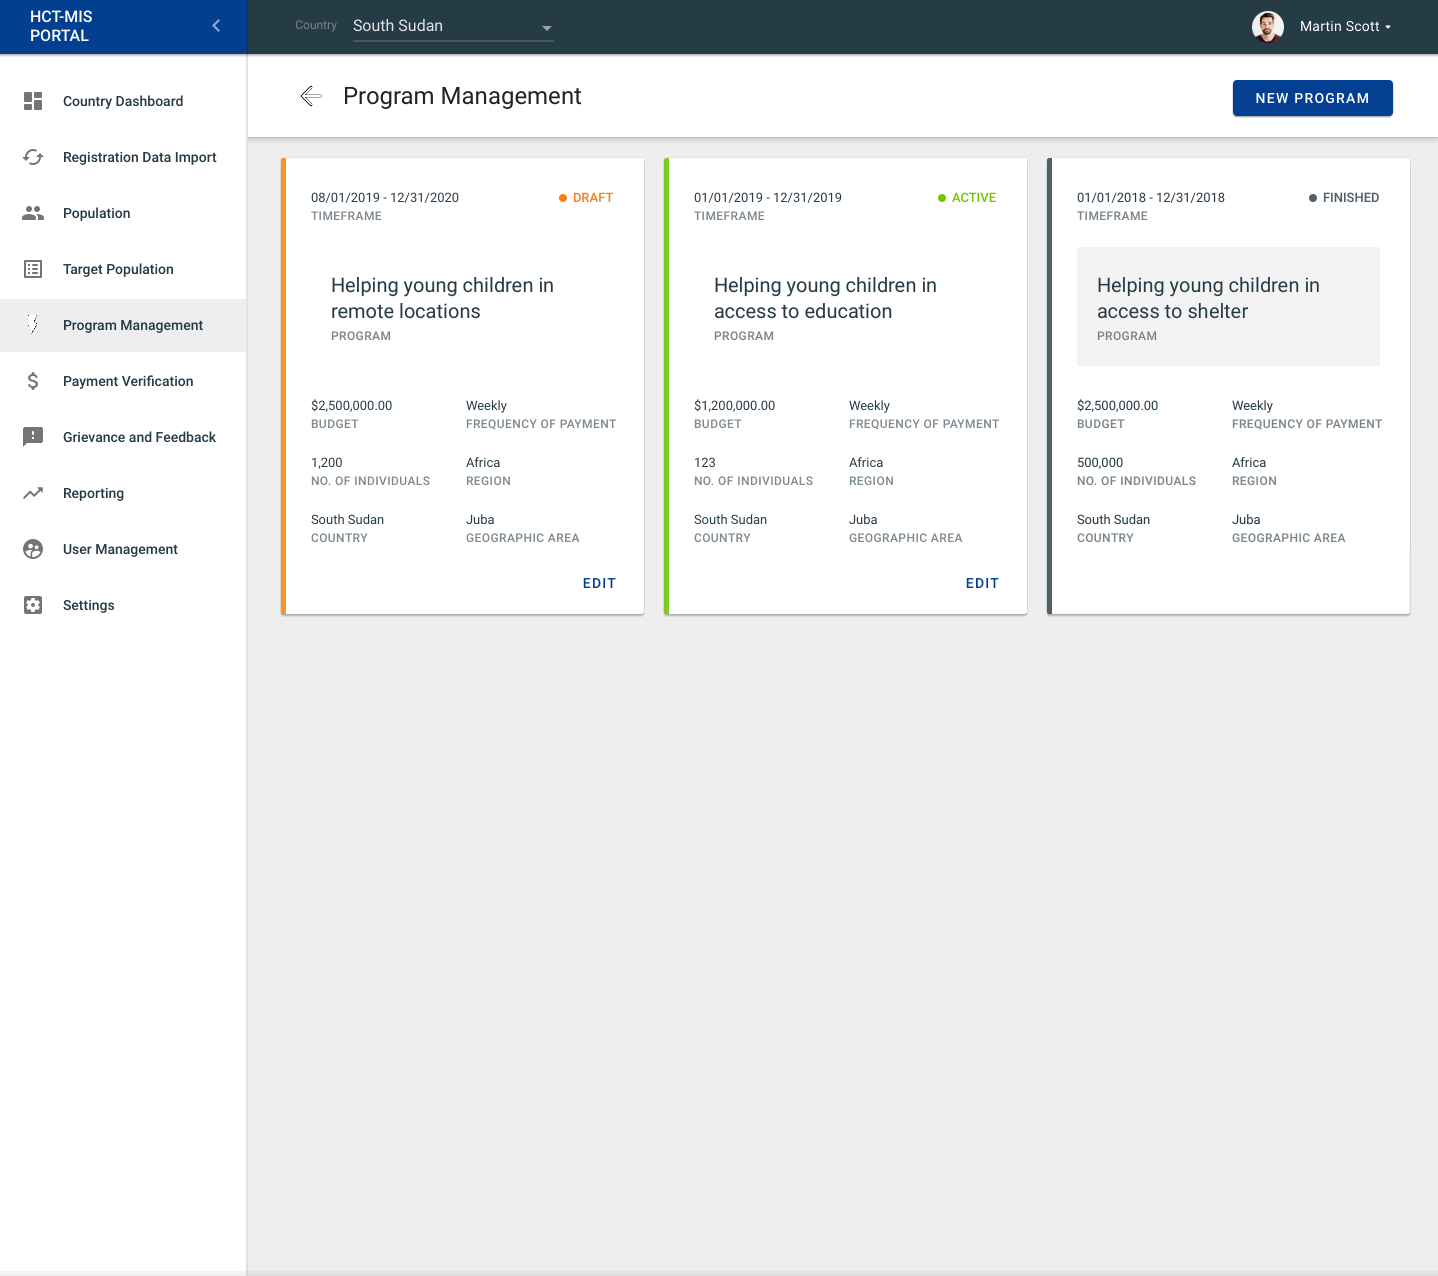 HCT-MIS
PORTAL
Country
South Sudan
Martin Scott
Country Dashboard
Registration Data Import
Population
Target Population
Program Management
Payment Verification
Grievance and Feedback
Reporting
User Management
Settings
Program Management
NEW PROGRAM
08/01/2019 - 12/31/2020
DRAFT
TIMEFRAME
Helping young children in
remote locations
PROGRAM
$2,500,000.00
Weekly
BUDGET
FREQUENCY OF PAYMENT
1,200
Africa
NO. OF INDIVIDUALS
REGION
South Sudan
Juba
COUNTRY
GEOGRAPHIC AREA
EDIT
01/01/2019 - 12/31/2019
ACTIVE
TIMEFRAME
Helping young children in
access to education
PROGRAM
$1,200,000.00
Weekly
BUDGET
FREQUENCY OF PAYMENT
123
Africa
NO. OF INDIVIDUALS
REGION
South Sudan
Juba
COUNTRY
GEOGRAPHIC AREA
EDIT
01/01/2018 - 12/31/2018
FINISHED
TIMEFRAME
Helping young children in
access to shelter
PROGRAM
$2,500,000.00
Weekly
BUDGET
FREQUENCY OF PAYMENT
500,000
Africa
NO. OF INDIVIDUALS
REGION
South Sudan
Juba
COUNTRY
GEOGRAPHIC AREA